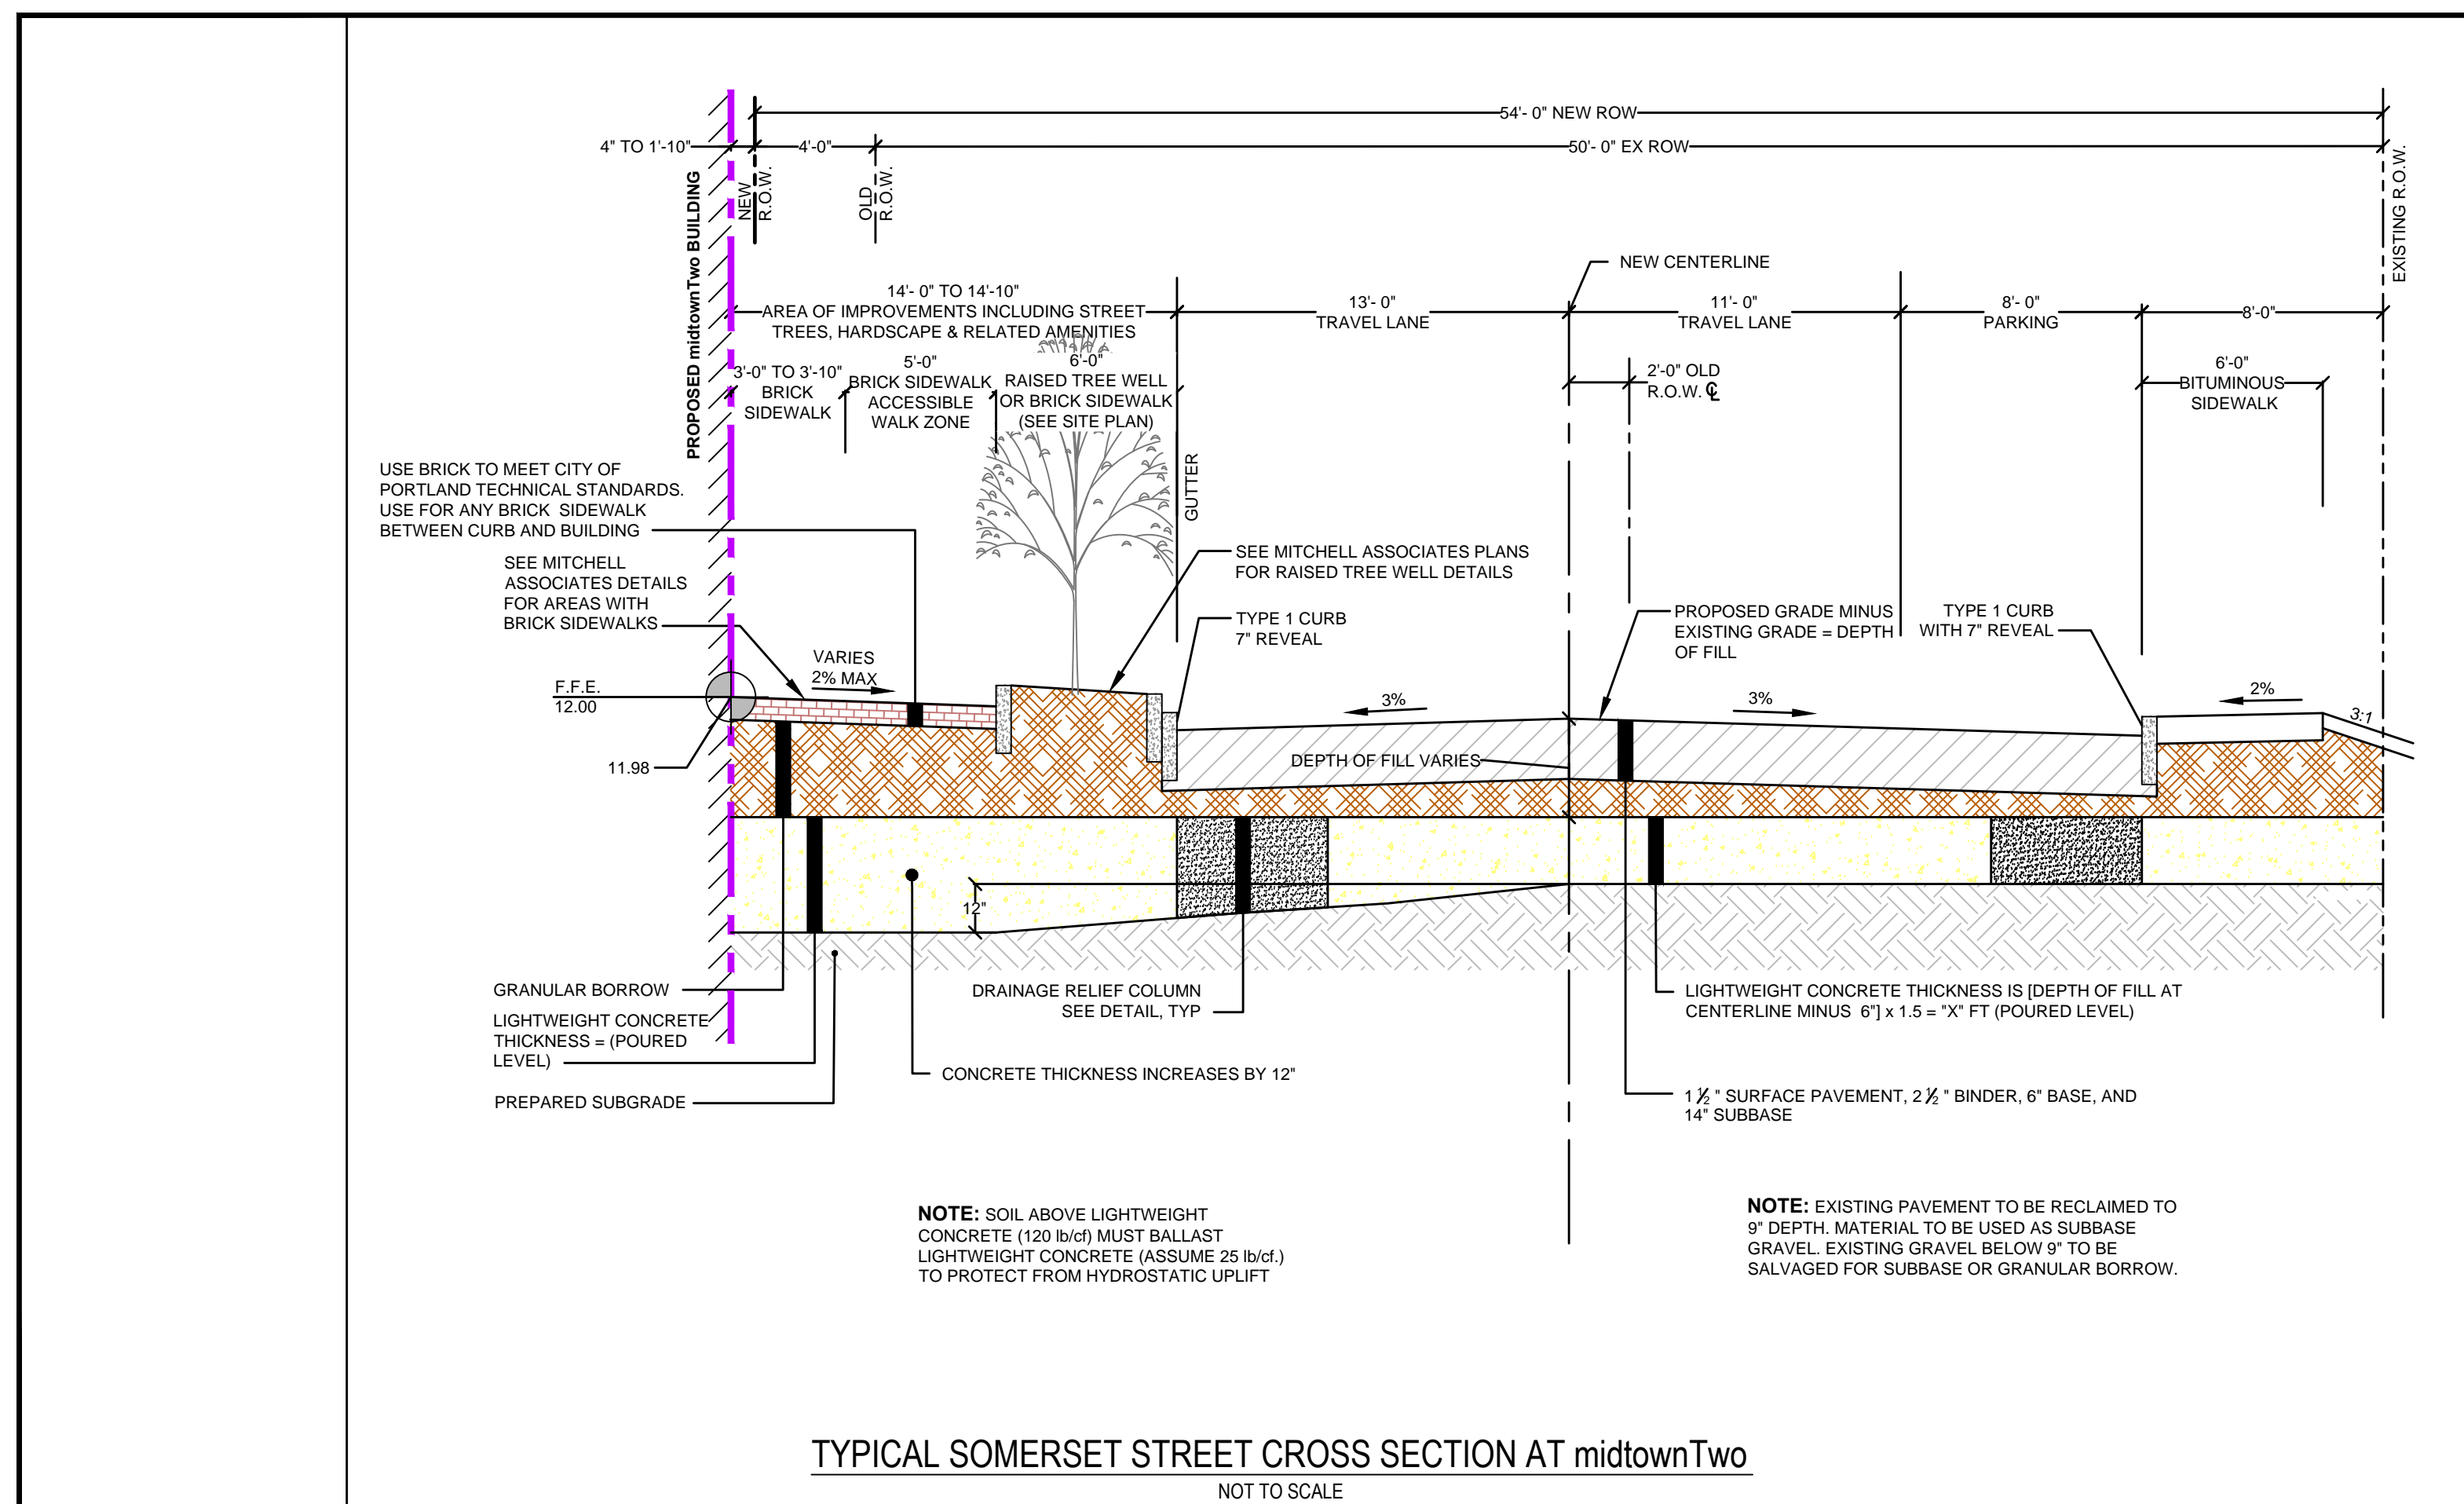 54'- 0" NEW ROW
4" TO 1'-10"
4'-0"
50'- 0" EX ROW
PROPOSED midtownTwo BUILDING
NEW
R.O.W.
OLD
R.O.W.
EXISTING R.O.W.
NEW CENTERLINE
14'- 0" TO 14'-10"
AREA OF IMPROVEMENTS INCLUDING STREET
TREES, HARDSCAPE & RELATED AMENITIES
13'- 0"
TRAVEL LANE
11'- 0"
TRAVEL LANE
8'- 0"
PARKING
8'-0"
3'-0" TO 3'-10"
BRICK
SIDEWALK
5'-0"
BRICK SIDEWALK
ACCESSIBLE
WALK ZONE
6'-0"
RAISED TREE WELL
OR BRICK SIDEWALK
(SEE SITE PLAN)
2'-0" OLD
R.O.W. ℄
6'-0"
BITUMINOUS
SIDEWALK
GUTTER
USE BRICK TO MEET CITY OF
PORTLAND TECHNICAL STANDARDS.
USE FOR ANY BRICK SIDEWALK
BETWEEN CURB AND BUILDING
SEE MITCHELL
ASSOCIATES DETAILS
FOR AREAS WITH
BRICK SIDEWALKS
SEE MITCHELL ASSOCIATES PLANS
FOR RAISED TREE WELL DETAILS
TYPE 1 CURB
7" REVEAL
PROPOSED GRADE MINUS
EXISTING GRADE = DEPTH
OF FILL
TYPE 1 CURB
WITH 7" REVEAL
VARIES
2% MAX
F.F.E.
12.00
11.98
3%
3%
2%
3:1
DEPTH OF FILL VARIES
12"
GRANULAR BORROW
LIGHTWEIGHT CONCRETE
THICKNESS = (POURED
LEVEL)
PREPARED SUBGRADE
DRAINAGE RELIEF COLUMN
SEE DETAIL, TYP
CONCRETE THICKNESS INCREASES BY 12"
LIGHTWEIGHT CONCRETE THICKNESS IS [DEPTH OF FILL AT
CENTERLINE MINUS 6"] x 1.5 = "X" FT (POURED LEVEL)
1 ½ " SURFACE PAVEMENT, 2 ½ " BINDER, 6" BASE, AND
14" SUBBASE
NOTE: SOIL ABOVE LIGHTWEIGHT
CONCRETE (120 lb/cf) MUST BALLAST
LIGHTWEIGHT CONCRETE (ASSUME 25 lb/cf.)
TO PROTECT FROM HYDROSTATIC UPLIFT
NOTE: EXISTING PAVEMENT TO BE RECLAIMED TO
9" DEPTH. MATERIAL TO BE USED AS SUBBASE
GRAVEL. EXISTING GRAVEL BELOW 9" TO BE
SALVAGED FOR SUBBASE OR GRANULAR BORROW.
TYPICAL SOMERSET STREET CROSS SECTION AT midtownTwo
NOT TO SCALE